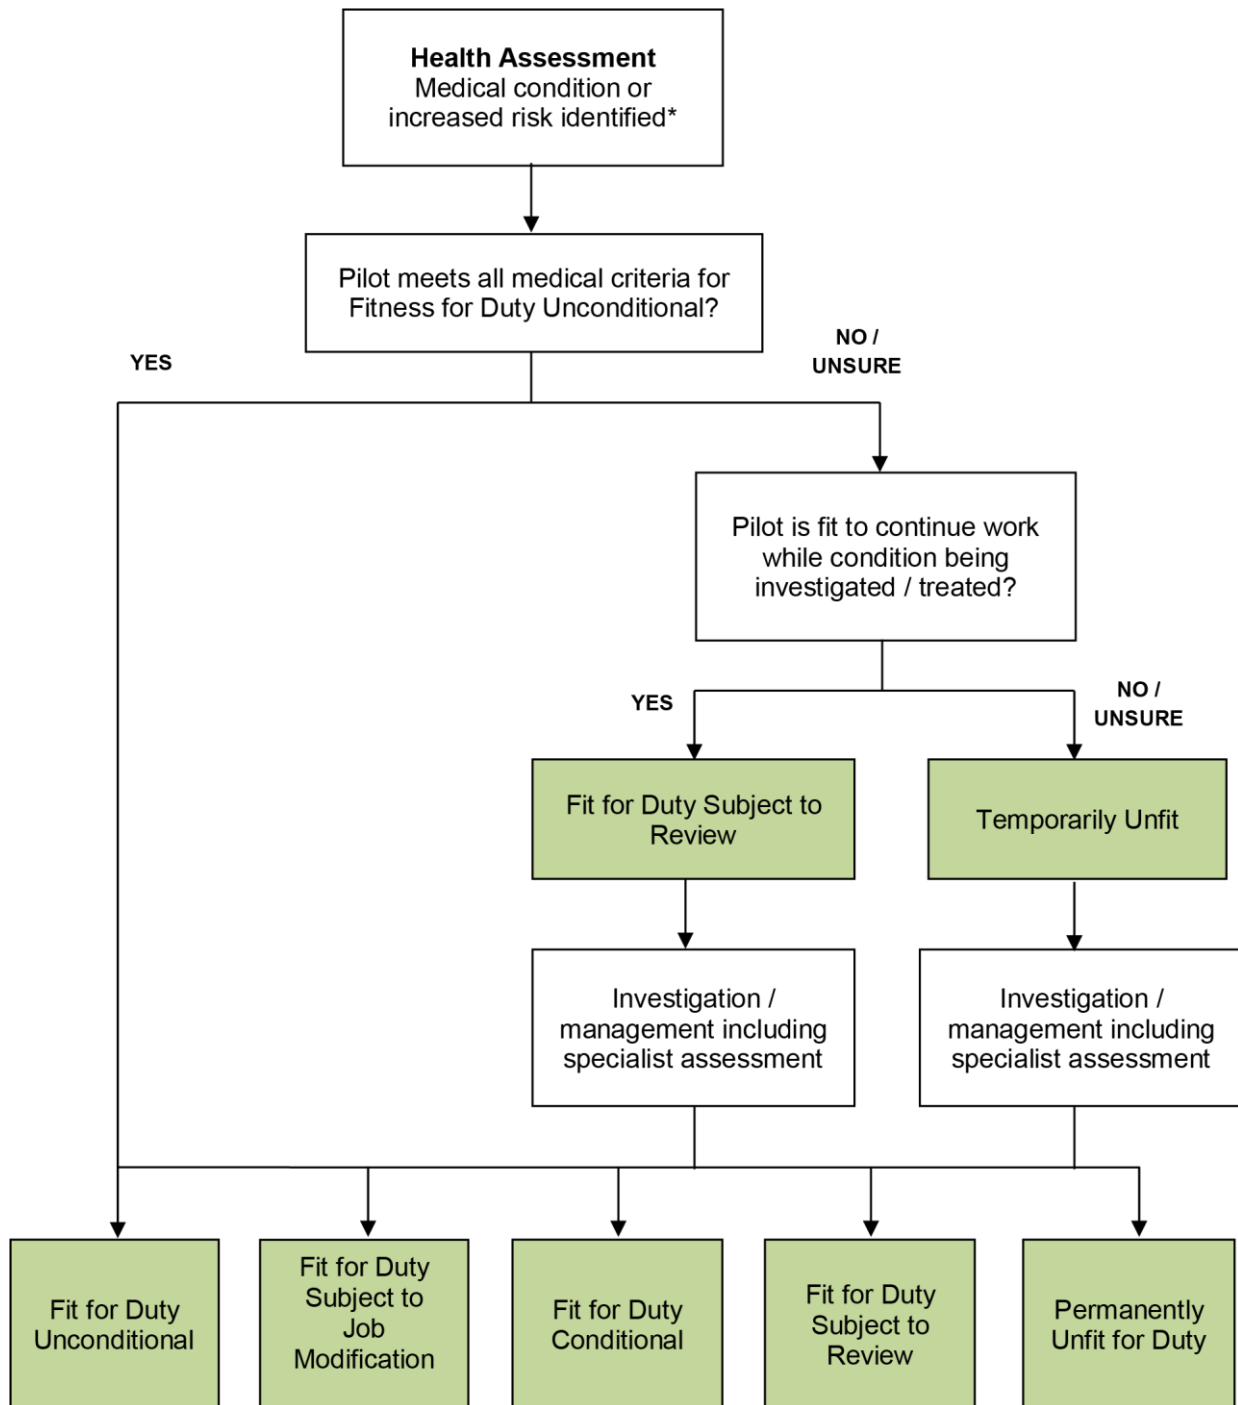 Health Assessment
Medical condition or
increased risk identified*
Pilot meets all medical criteria for
Fitness for Duty Unconditional?
YES
NO /
UNSURE
Pilot is fit to continue work
while condition being
investigated / treated?
YES
NO /
UNSURE
Fit for Duty Subject to
Review
Temporarily Unfit
Investigation /
management including
specialist assessment
Investigation /
management including
specialist assessment
Fit for Duty
Unconditional
Fit for Duty
Subject to
Job
Modification
Fit for Duty
Conditional
Fit for Duty
Subject to
Review
Permanently
Unfit for Duty